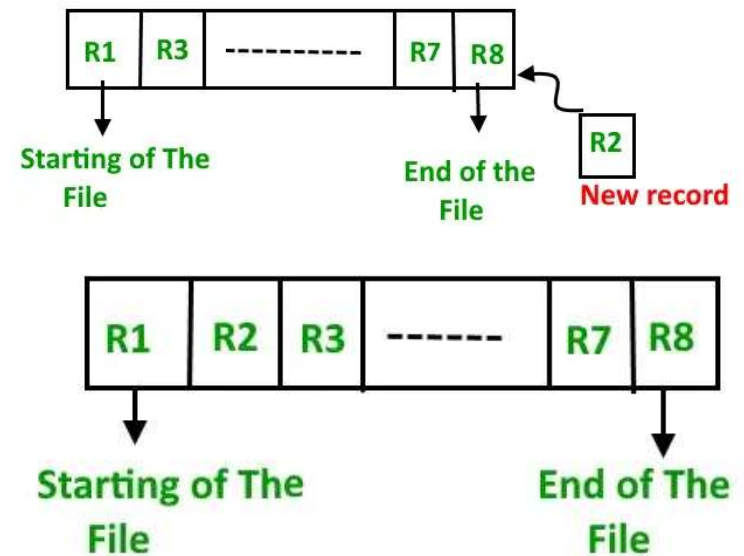 R1 R3 ----------- R7 R8
R2
New record
Starting of The
File
End of the
File
R1 R2 R3 ------ R7 R8
Starting of The
File
End of The
File